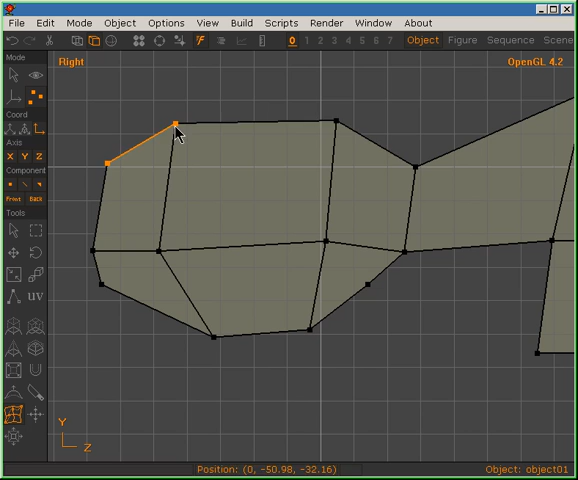 File Edit Modes Object Options View Build Scripts Render Window About
0 1 2 3 4 5 6 7 Object Figure Sequence Scene
Mode
Right
OpenGL 4.2
Coord
Axis
X Y Z
Component
Front Back
Tools
uv
Y
Z
Position: (0, -50.98, -32.16)
Object: object01